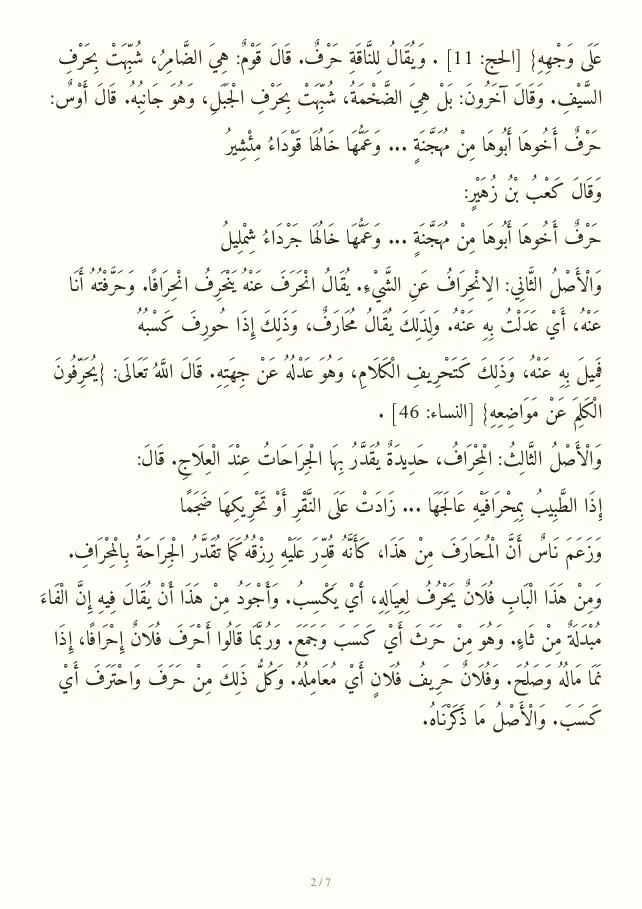 عَلَى وَجْهِهِ} [الحج: 11] . وَيُقَالُ لِلنَّاقَةِ حَرْفٌ. قَالَ قَوْمٌ: هِيَ الضَّامِرُ، شُبِّهَتْ بِحَرْفِ
السَّيْفِ. وَقَالَ آخَرُونَ: بَلْ هِيَ الضَّخْمَةُ، شُبِّهَتْ بِحَرْفِ الْجَبَلِ، وَهُوَ جَانِبُهُ. قَالَ أَوْسٌ:
حَرْفٌ أَخُوهَا أَبُوهَا مِنْ مُهَجَّنَةٍ ... وَعَمُّهَا خَالُهَا قَوْدَاءُ مِئْشِيرُ
وَقَالَ كَعْبُ بْنُ زُهَيْرٍ:
حَرْفٌ أَخُوهَا أَبُوهَا مِنْ مُهَجَّنَةٍ ... وَعَمُّهَا خَالُهَا جَرْدَاءُ شِمْلِيلُ
وَالْأَصْلُ الثَّانِي: الِانْحِرَافُ عَنِ الشَّيْءِ. يُقَالُ انْحَرَفَ عَنْهُ يَنْحَرِفُ انْحِرَافًا. وَحَرَّفْتُهُ أَنَا
عَنْهُ، أَيْ عَدَلْتُ بِهِ عَنْهُ. وَلِذَلِكَ يُقَالُ مُحَارَفٌ، وَذَلِكَ إِذَا حُورِفَ كَسْبُهُ
فَمِيلَ بِهِ عَنْهُ، وَذَلِكَ كَتَحْرِيفِ الْكَلَامِ، وَهُوَ عَدْلُهُ عَنْ جِهَتِهِ. قَالَ اللَّهُ تَعَالَى: {يُحَرِّفُونَ
الْكَلِمَ عَنْ مَوَاضِعِهِ} [النساء: 46] .
وَالْأَصْلُ الثَّالِثُ: الْمِحْرَافُ، حَدِيدَةٌ يُقَدَّرُ بِهَا الْجِرَاحَاتُ عِنْدَ الْعِلَاجِ. قَالَ:
إِذَا الطَّبِيبُ بِمِحْرَافَيْهِ عَالَجَهَا ... زَادَتْ عَلَى النَّقْرِ أَوْ تَحْرِيكِهَا ضَجَمًا
وَزَعَمَ نَاسٌ أَنَّ الْمُحَارَفَ مِنْ هَذَا، كَأَنَّهُ قُدِّرَ عَلَيْهِ رِزْقُهُ كَمَا تُقَدَّرُ الْجِرَاحَةُ بِالْمِحْرَافِ.
وَمِنْ هَذَا الْبَابِ فُلَانٌ يَحْرُفُ لِعِيَالِهِ، أَيْ يَكْسِبُ. وَأَجْوَدُ مِنْ هَذَا أَنْ يُقَالَ فِيهِ إِنَّ الْفَاءَ
مُبْدَلَةٌ مِنْ ثَاءٍ. وَهُوَ مِنْ حَرَثَ أَيْ كَسَبَ وَجَمَعَ. وَرُبَّمَا قَالُوا أَحْرَفَ فُلَانٌ إِحْرَافًا، إِذَا
نَمَا مَالُهُ وَصَلُحَ. وَفُلَانٌ حَرِيفُ فُلَانٍ أَيْ مُعَامِلُهُ. وَكُلُّ ذَلِكَ مِنْ حَرَفَ وَاحْتَرَفَ أَيْ
كَسَبَ. وَالْأَصْلُ مَا ذَكَرْنَاهُ.
2 / 7